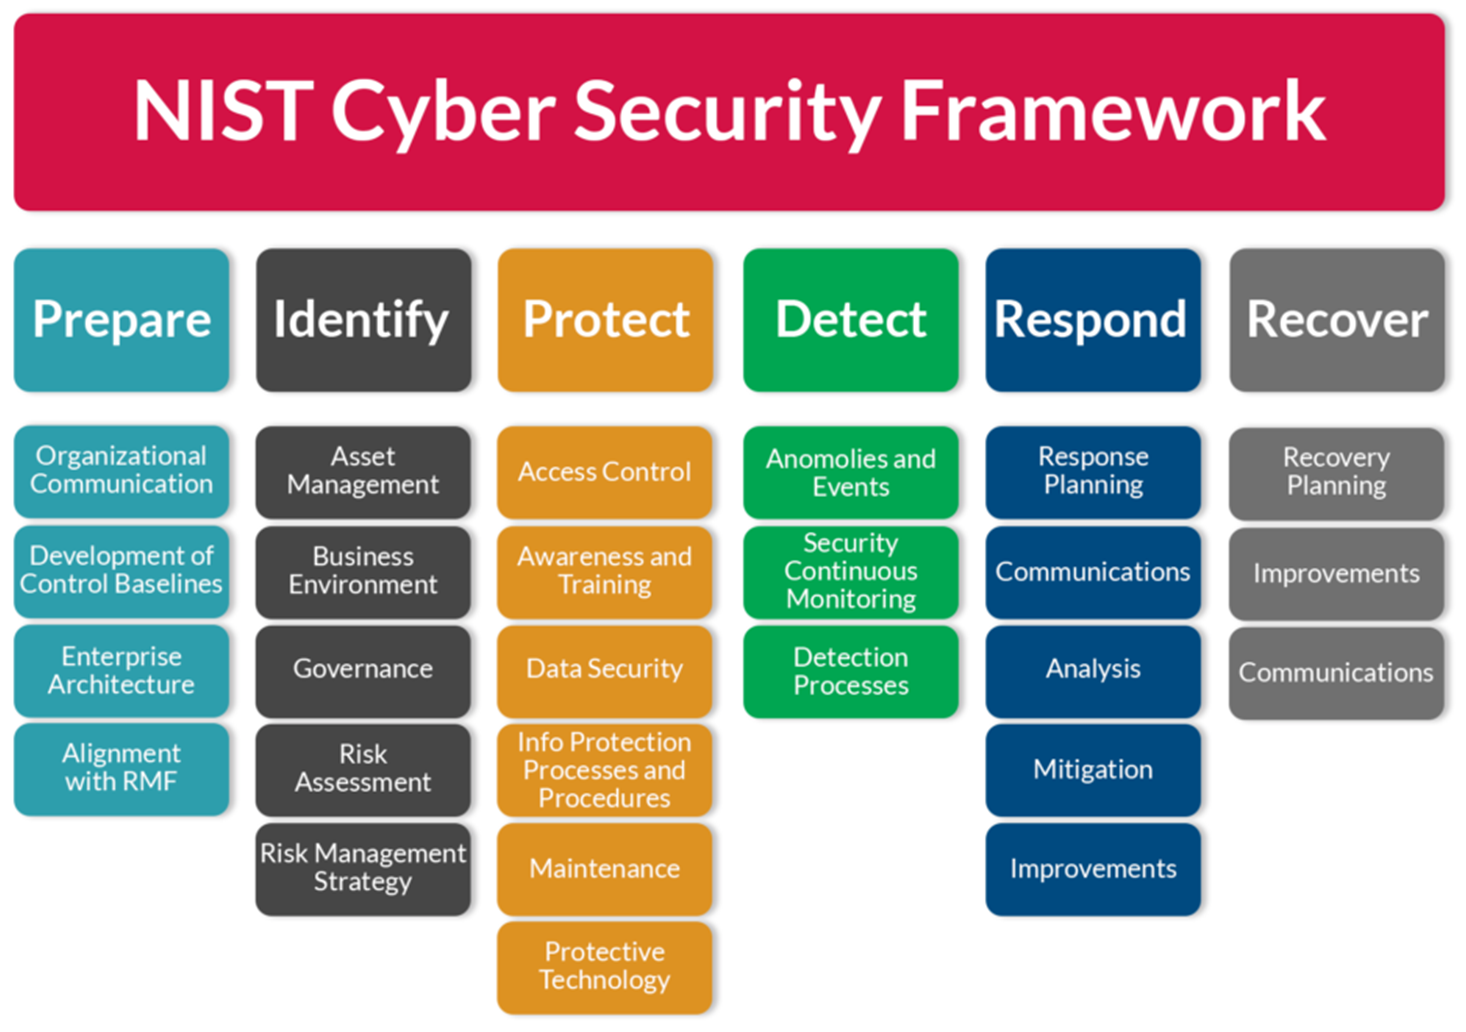 NIST Cyber Security Framework
Prepare
Identify
Protect
Detect
Respond
Recover
Organizational
Communication
Development of
Control Baselines
Enterprise
Architecture
Alignment
with RMF
Asset
Management
Business
Environment
Governance
Risk
Assessment
Risk Management
Strategy
Access Control
Awareness and
Training
Data Security
Info Protection
Processes and
Procedures
Maintenance
Protective
Technology
Anomolies and
Events
Security
Continuous
Monitoring
Detection
Processes
Response
Planning
Communications
Analysis
Mitigation
Improvements
Recovery
Planning
Improvements
Communications